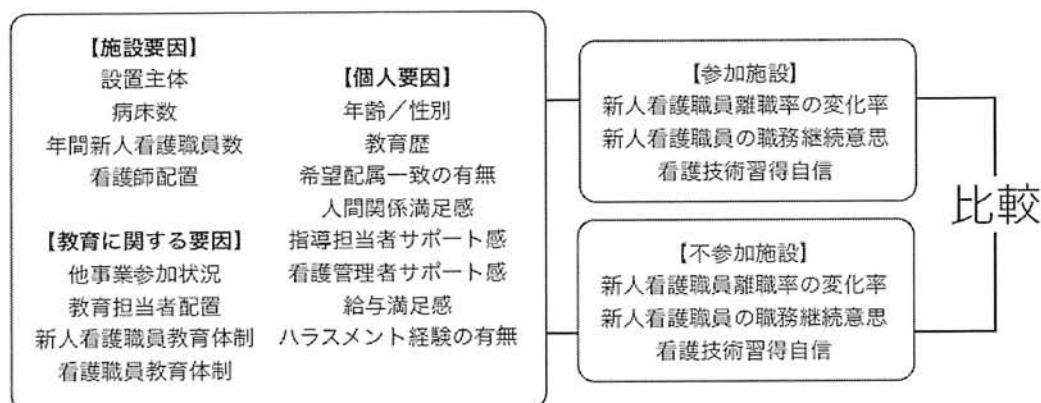 【施設要因】
設置主体
病床数
年間新人看護職員数
看護師配置
【教育に関する要因】
他事業参加状況
教育担当者配置
新人看護職員教育体制
看護職員教育体制
【個人要因】
年齢／性別
教育歴
希望配属一致の有無
人間関係満足感
指導担当者サポート感
看護管理者サポート感
給与満足感
ハラスメント経験の有無
【参加施設】
新人看護職員離職率の変化率
新人看護職員の職務継続意思
看護技術習得自信
【不参加施設】
新人看護職員離職率の変化率
新人看護職員の職務継続意思
看護技術習得自信
比較